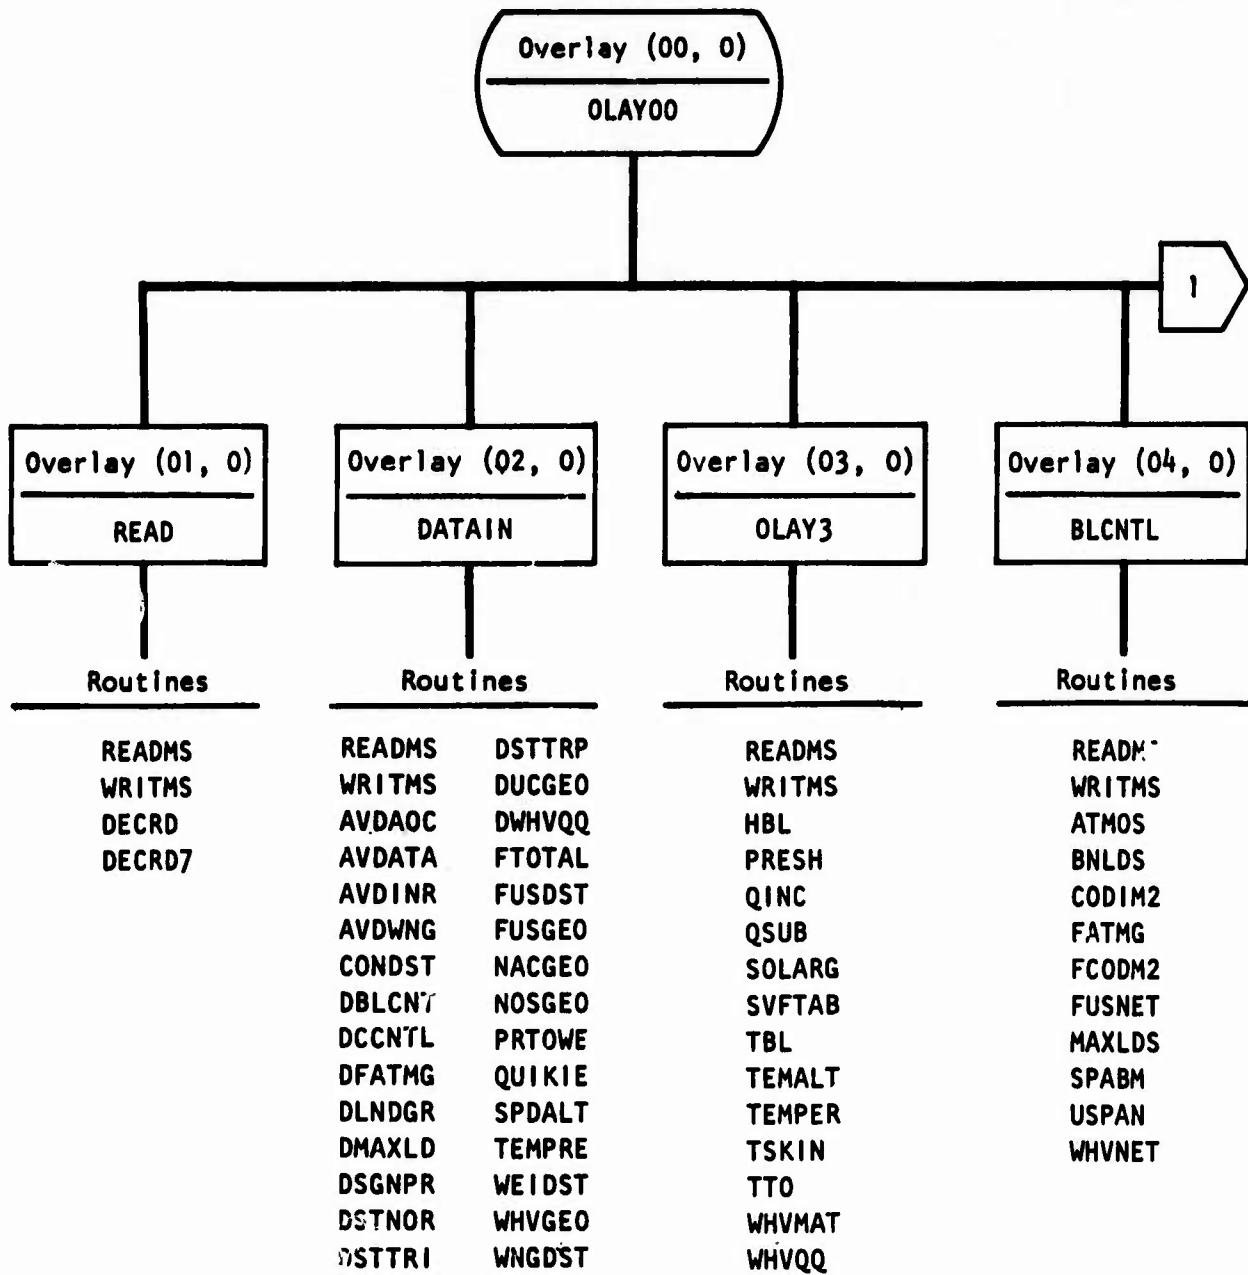 Overlay (00, 0)
OLAY00
1
Overlay (01, 0)
READ
Overlay (02, 0)
DATAIN
Overlay (03, 0)
OLAY3
Overlay (04, 0)
BLCNTL
Routines
READMS
WRITMS
DECRD
DECRD7
Routines
READMS DSTTRP
WRITMS DUCGEO
AVDAOC DWHVQQ
AVDATA FTOTAL
AVDINR FUSDST
AVDWNG FUSGEO
CONDST NACGEO
DBLCNT NOSGEO
DCCNTL PRTOWE
DFATMG QUIKIE
DLNDGR SPDALT
DMAXLD TEMPRE
DSGNPR WEIDST
DSTNOR WHVGEO
DSTTRI WNGDST
Routines
READMS
WRITMS
HBL
PRESH
QINC
QSUB
SOLARG
SVFTAB
TBL
TEMALT
TEMPER
TSKIN
TTO
WHVMAT
WHVQQ
Routines
WRITMS
ATMOS
BNLDS
CODIM2
FATMG
FCODM2
FUSNET
MAXLDS
SPABM
USPAN
WHVNET